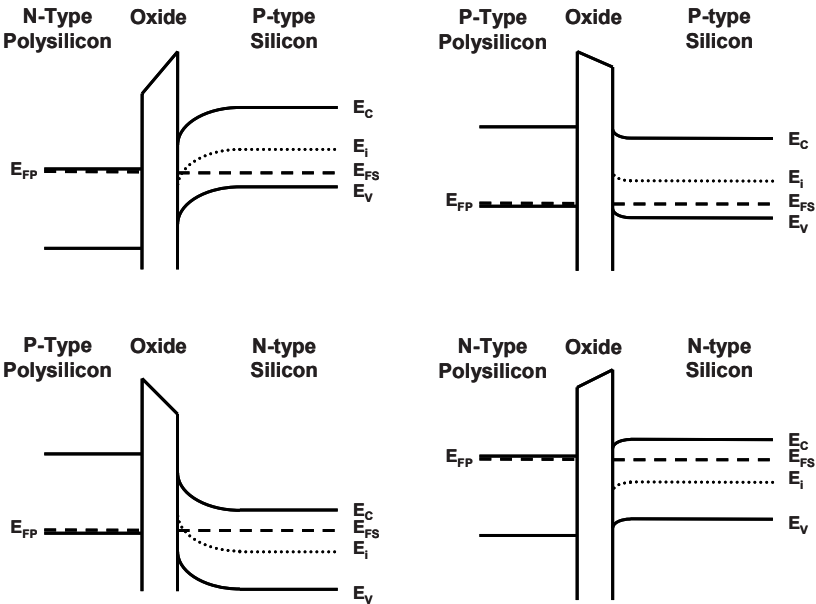 N-Type Polysilicon
Oxide
P-type Silicon
E_C
E_i
E_FP
E_FS
E_V
P-Type Polysilicon
Oxide
P-type Silicon
E_C
E_i
E_FP
E_FS
E_V
P-Type Polysilicon
Oxide
N-type Silicon
E_C
E_FP
E_FS
E_i
E_V
N-Type Polysilicon
Oxide
N-type Silicon
E_C
E_FP
E_FS
E_i
E_V